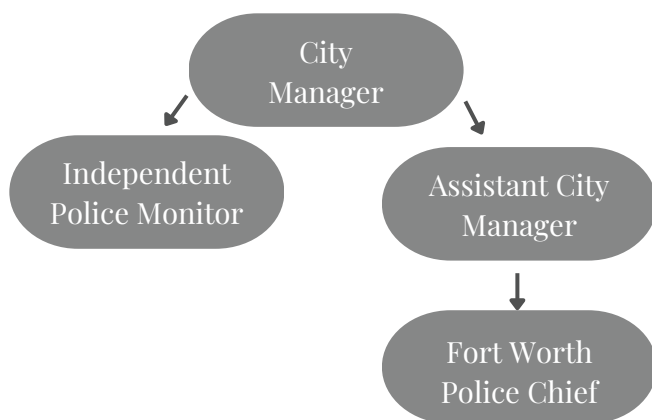 City
Manager
Independent
Police Monitor
Assistant City
Manager
Fort Worth
Police Chief